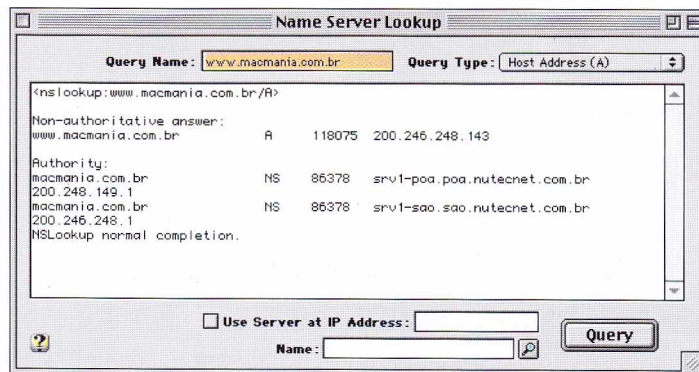 Name Server Lookup
Query Name: www.macmania.com.br Query Type: Host Address (A)
<nslookup:www.macmania.com.br/A>
Non-authoritative answer:
www.macmania.com.br A 118075 200.246.248.143
Authority:
macmania.com.br NS 86378 srv1-poa.poa.nutecnet.com.br
200.248.149.1
macmania.com.br NS 86378 srv1-sao.sao.nutecnet.com.br
200.246.248.1
NSLookup normal completion.
Use Server at IP Address:
Name:
Query
?